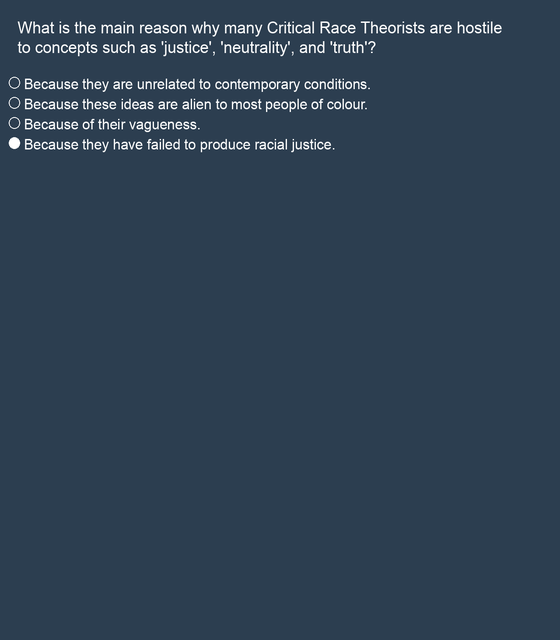 What is the main reason why many Critical Race Theorists are hostile
to concepts such as 'justice', 'neutrality', and 'truth'?
Because they are unrelated to contemporary conditions.
Because these ideas are alien to most people of colour.
Because of their vagueness.
Because they have failed to produce racial justice.